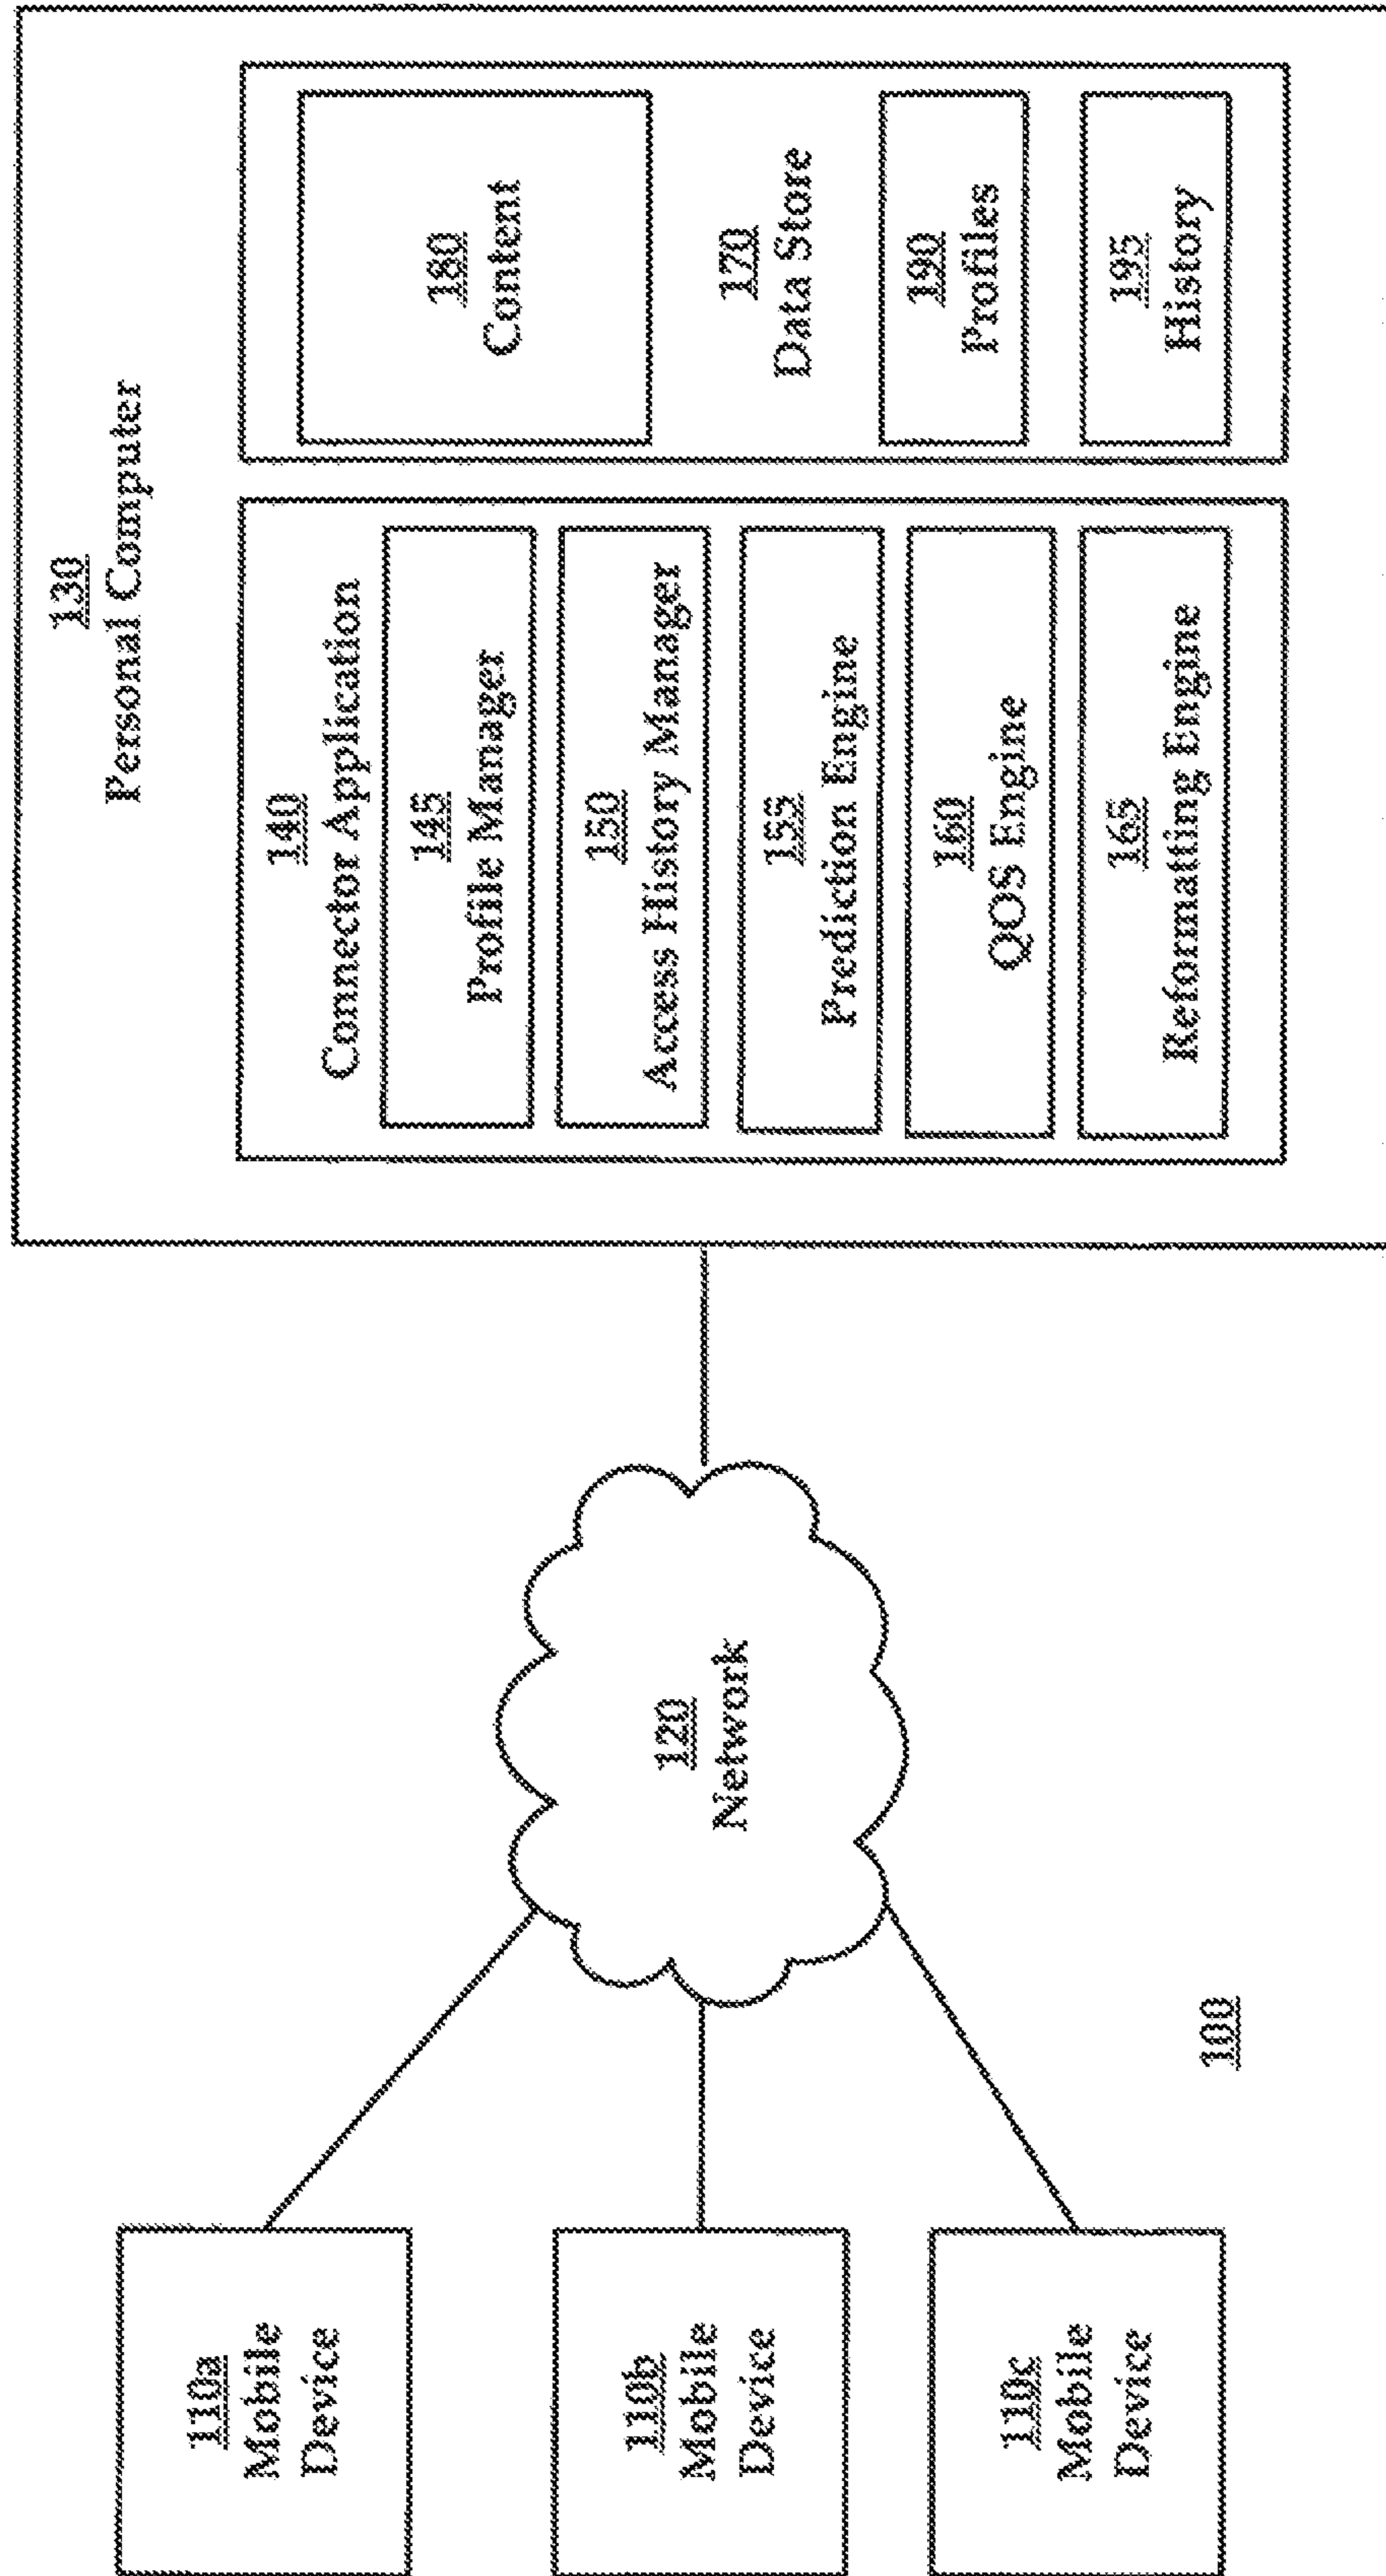 130
Personal Computer
140
Connector Application
145
Profile Manager
150
Access History Manager
155
Prediction Engine
160
QOS Engine
165
Reformatting Engine
180
Content
170
Data Store
190
Profiles
195
History
120
Network
110a
Mobile
Device
110b
Mobile
Device
110c
Mobile
Device
100